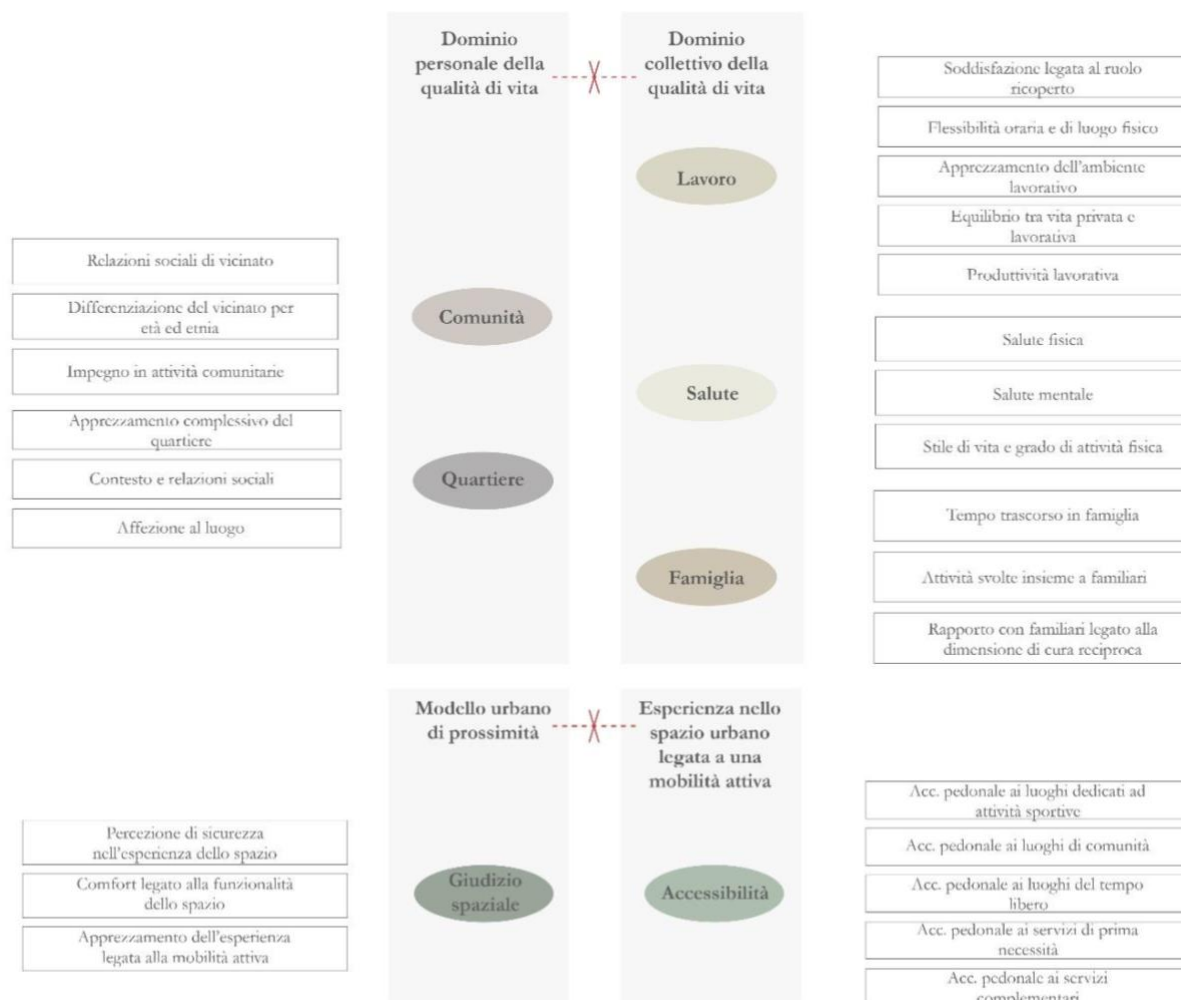 Dominio
personale della
qualità di vita
Dominio
collettivo della
qualità di vita
Lavoro
Comunità
Salute
Quartiere
Famiglia
Relazioni sociali di vicinato
Differenziazione del vicinato per
età ed etnia
Impegno in attività comunitarie
Apprezzamento complessivo del
quartiere
Contesto e relazioni sociali
Affezione al luogo
Soddisfazione legata al ruolo
ricoperto
Flessibilità oraria e di luogo fisico
Apprezzamento dell'ambiente
lavorativo
Equilibrio tra vita privata e
lavorativa
Produttività lavorativa
Salute fisica
Salute mentale
Stile di vita e grado di attività fisica
Tempo trascorso in famiglia
Attività svolte insieme a familiari
Rapporto con familiari legato alla
dimensione di cura reciproca
Modello urbano
di prossimità
Esperienza nello
spazio urbano
legata a una
mobilità attiva
Giudizio
spaziale
Accessibilità
Percezione di sicurezza
nell'esperienza dello spazio
Comfort legato alla funzionalità
dello spazio
Apprezzamento dell'esperienza
legata alla mobilità attiva
Acc. pedonale ai luoghi dedicati ad
attività sportive
Acc. pedonale ai luoghi di comunità
Acc. pedonale ai luoghi del tempo
libero
Acc. pedonale ai servizi di prima
necessità
Acc. pedonale ai servizi
complementari